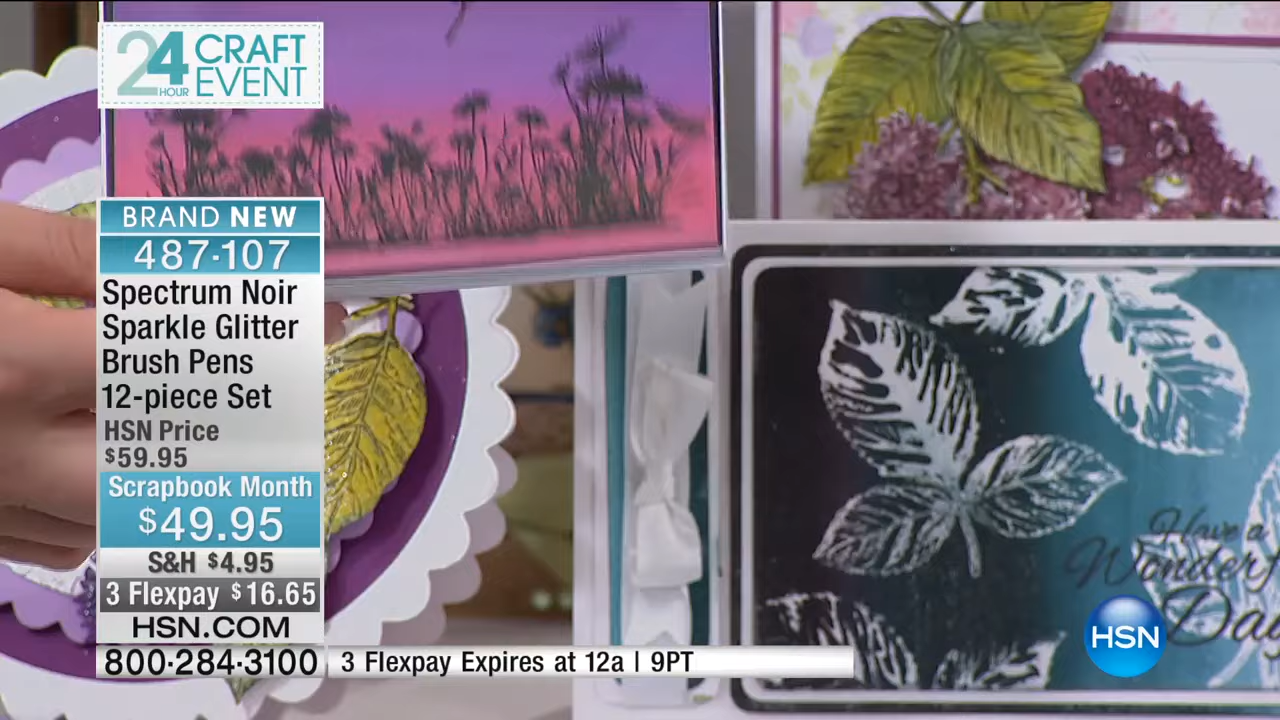 24
HOUR
CRAFT
EVENT
BRAND NEW
487·107
Spectrum Noir
Sparkle Glitter
Brush Pens
12-piece Set
HSN Price
$59.95
Scrapbook Month
$49.95
S&H $4.95
3 Flexpay $16.65
HSN.COM
800·284·3100
3 Flexpay Expires at 12a | 9PT
Have a
Wonderf
Day
HSN